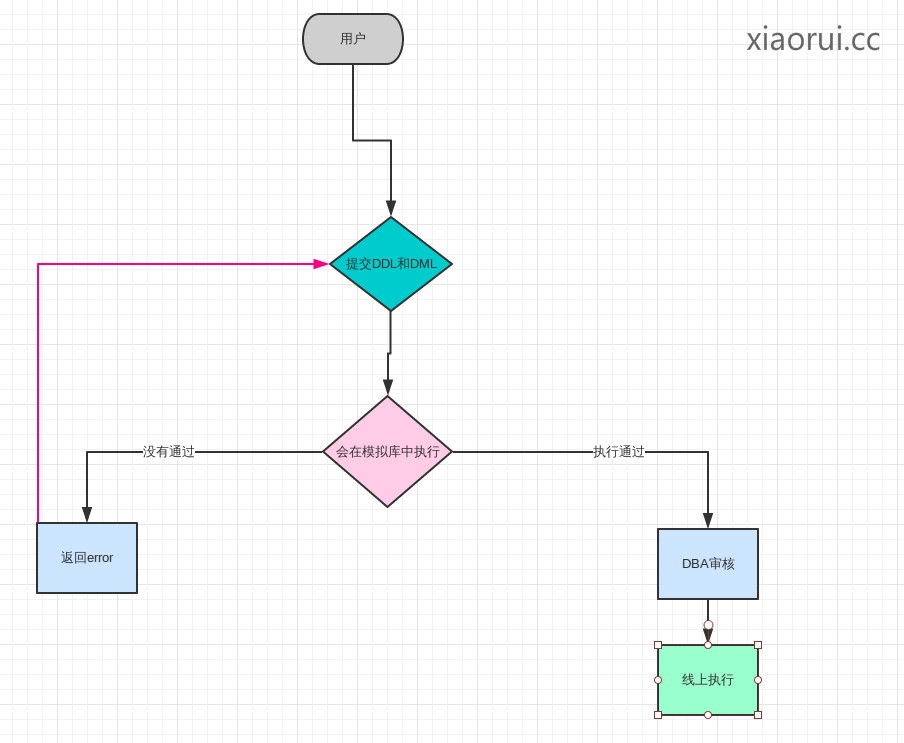 xiaorui.cc
用户
提交DDL和DML
会在模拟库中执行
没有通过
执行通过
返回error
DBA审核
线上执行